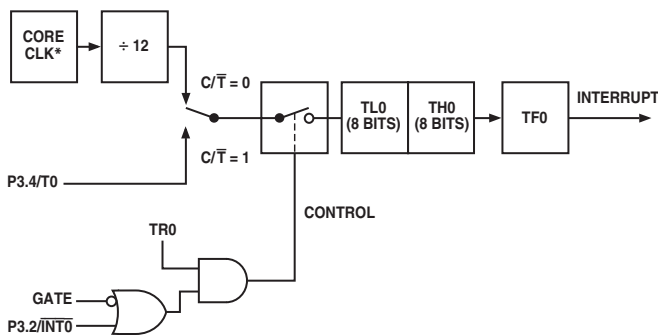 CORE
CLK*
÷ 12
C/T̅ = 0
TL0
(8 BITS)
TH0
(8 BITS)
TF0
INTERRUPT
C/T̅ = 1
P3.4/T0
CONTROL
TR0
GATE
P3.2/I̅N̅T̅0̅